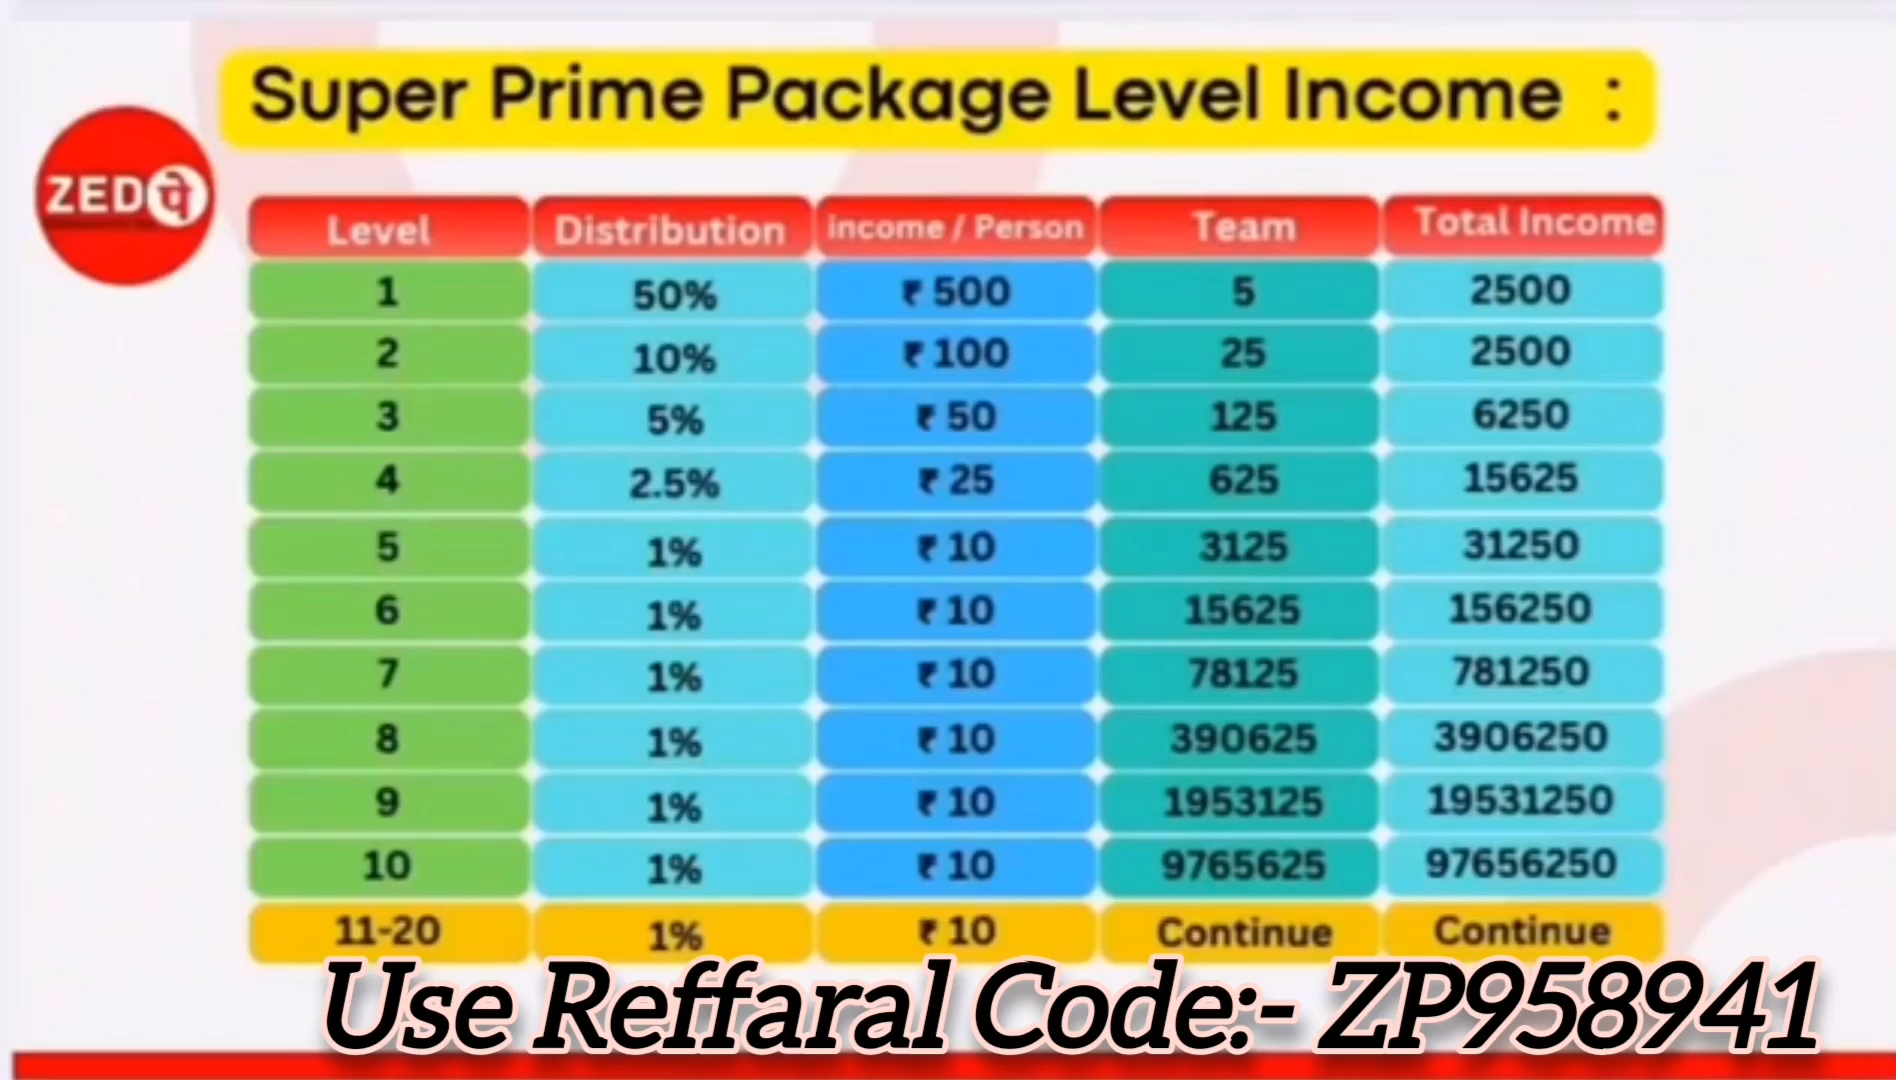 Super Prime Package Level Income :
ZEDपे
Level Distribution Income / Person Team Total Income
1 50% ₹ 500 5 2500
2 10% ₹ 100 25 2500
3 5% ₹ 50 125 6250
4 2.5% ₹ 25 625 15625
5 1% ₹ 10 3125 31250
6 1% ₹ 10 15625 156250
7 1% ₹ 10 78125 781250
8 1% ₹ 10 390625 3906250
9 1% ₹ 10 1953125 19531250
10 1% ₹ 10 9765625 97656250
11-20 1% ₹ 10 Continue Continue
Use Reffaral Code:- ZP958941